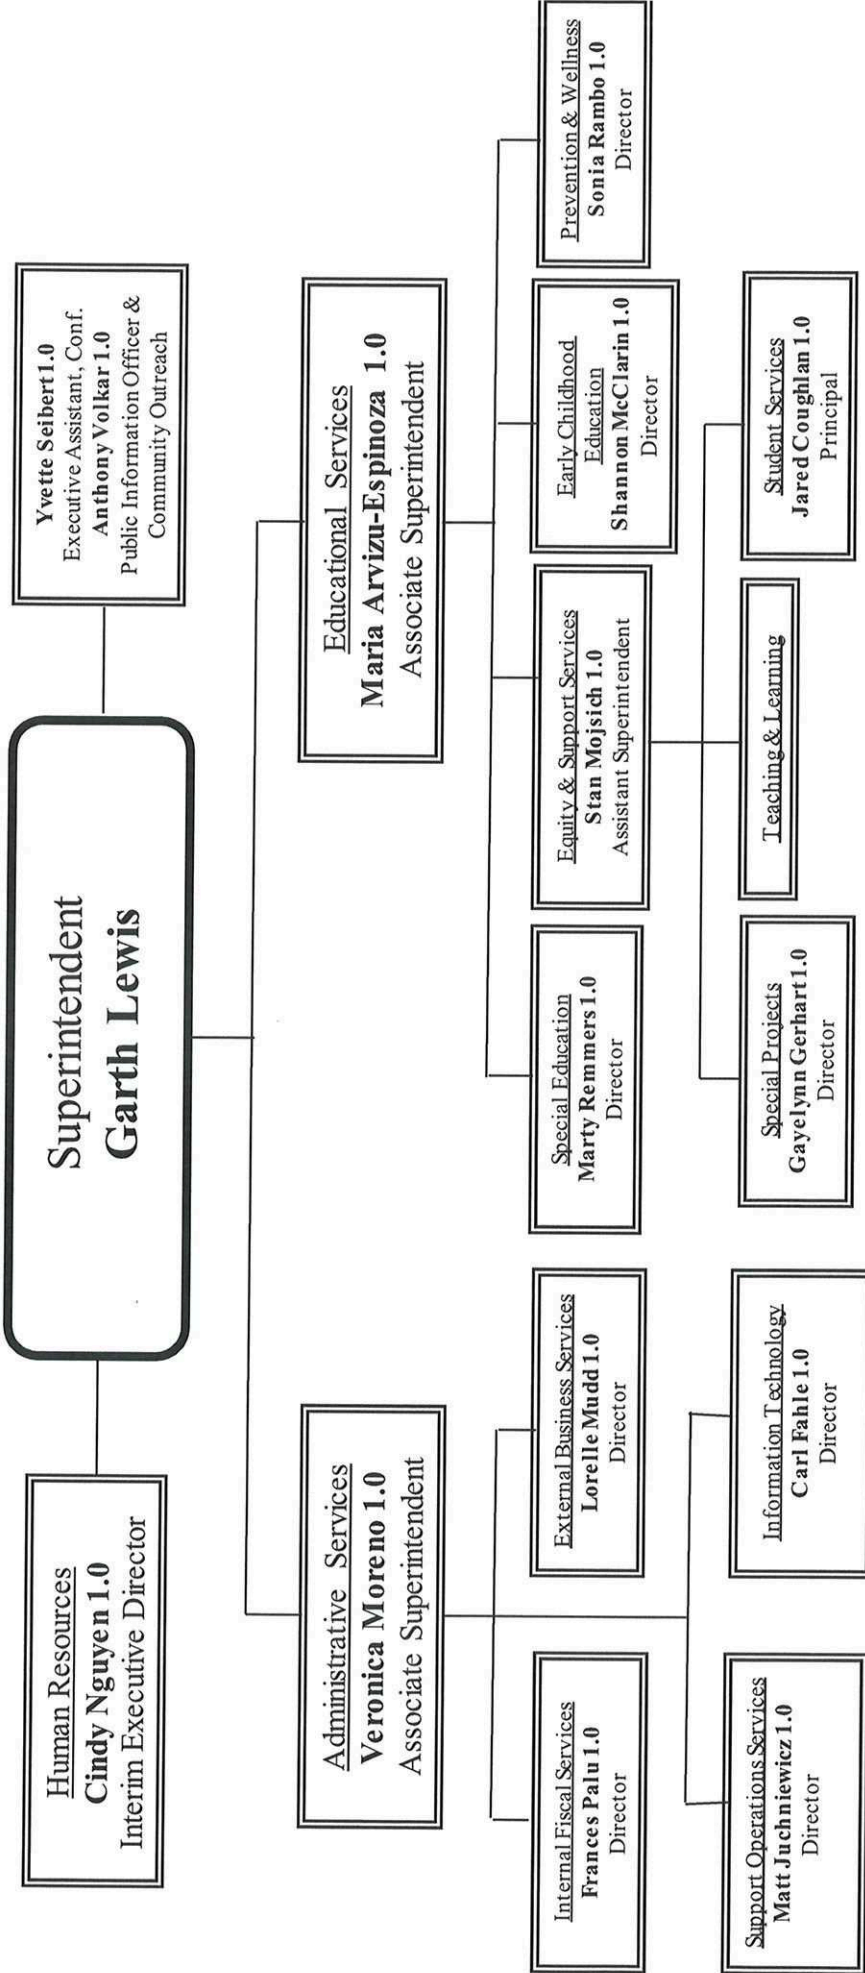 Superintendent
Garth Lewis
Human Resources
Cindy Nguyen 1.0
Interim Executive Director
Yvette Seibert 1.0
Executive Assistant, Conf.
Anthony Volkar 1.0
Public Information Officer &
Community Outreach
Administrative Services
Veronica Moreno 1.0
Associate Superintendent
Educational Services
Maria Arvizu-Espinoza 1.0
Associate Superintendent
Internal Fiscal Services
Frances Palu 1.0
Director
External Business Services
Lorelle Mudd 1.0
Director
Special Education
Marty Remmers 1.0
Director
Equity & Support Services
Stan Mojsich 1.0
Assistant Superintendent
Early Childhood
Education
Shannon McClarin 1.0
Director
Prevention & Wellness
Sonia Rambo 1.0
Director
Support Operations Services
Matt Juchniewicz 1.0
Director
Information Technology
Carl Fahle 1.0
Director
Special Projects
Gayelynn Gerhart 1.0
Director
Teaching & Learning
Student Services
Jared Coughlan 1.0
Principal